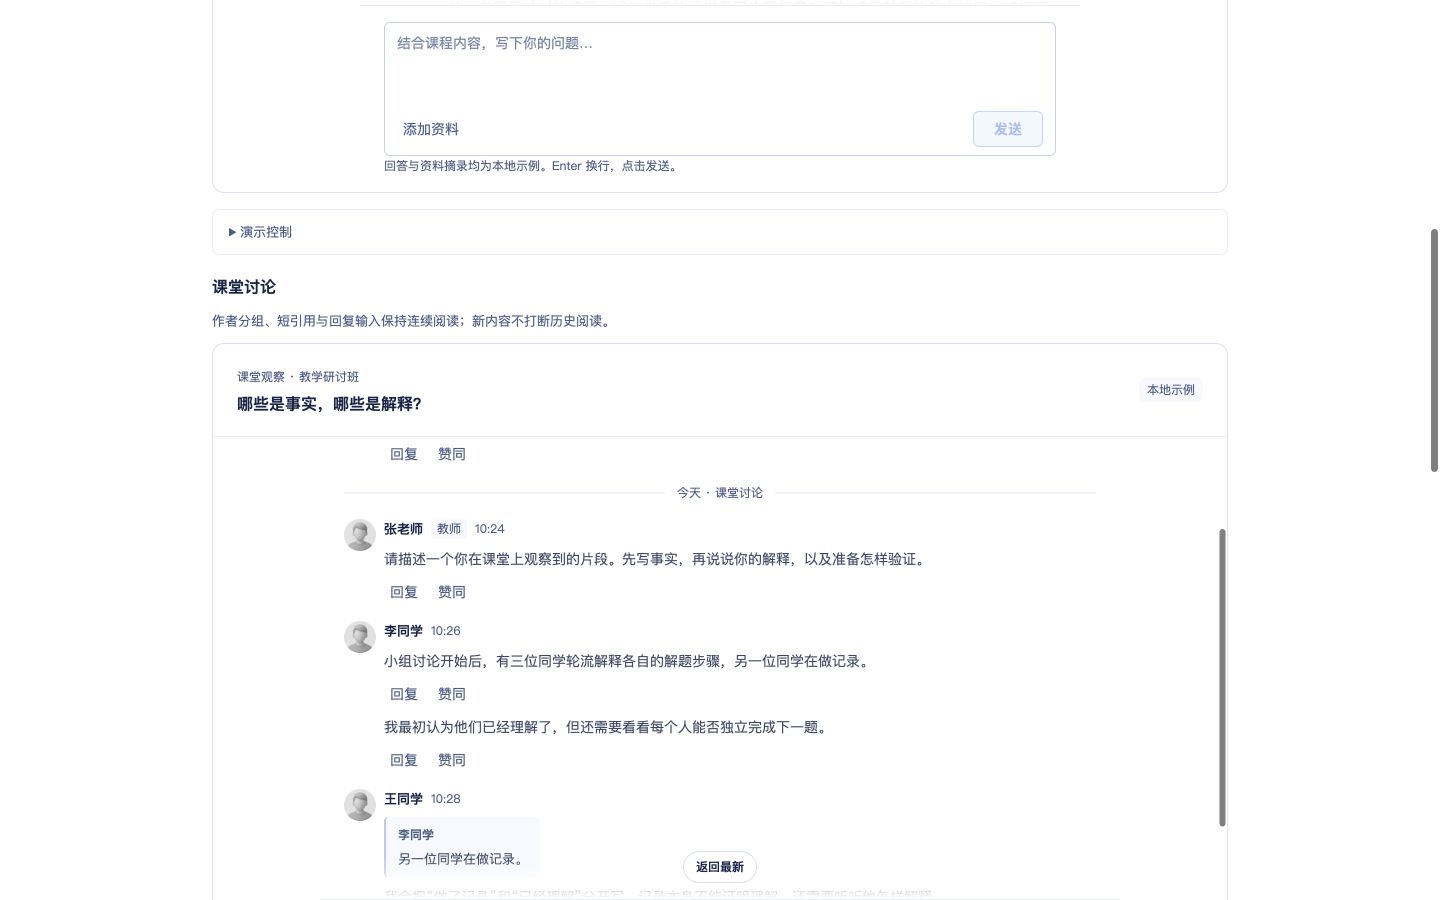 结合课程内容，写下你的问题...
添加资料
发送
回答与资料摘录均为本地示例。Enter 换行，点击发送。
演示控制
课堂讨论
作者分组、短引用与回复输入保持连续阅读；新内容不打断历史阅读。
课堂观察 · 教学研讨班
哪些是事实，哪些是解释？
本地示例
回复 赞同
今天 · 课堂讨论
张老师 教师 10:24
请描述一个你在课堂上观察到的片段。先写事实，再说说你的解释，以及准备怎样验证。
回复 赞同
李同学 10:26
小组讨论开始后，有三位同学轮流解释各自的解题步骤，另一位同学在做记录。
回复 赞同
我最初认为他们已经理解了，但还需要看看每个人能否独立完成下一题。
回复 赞同
王同学 10:28
李同学
另一位同学在做记录。
返回最新